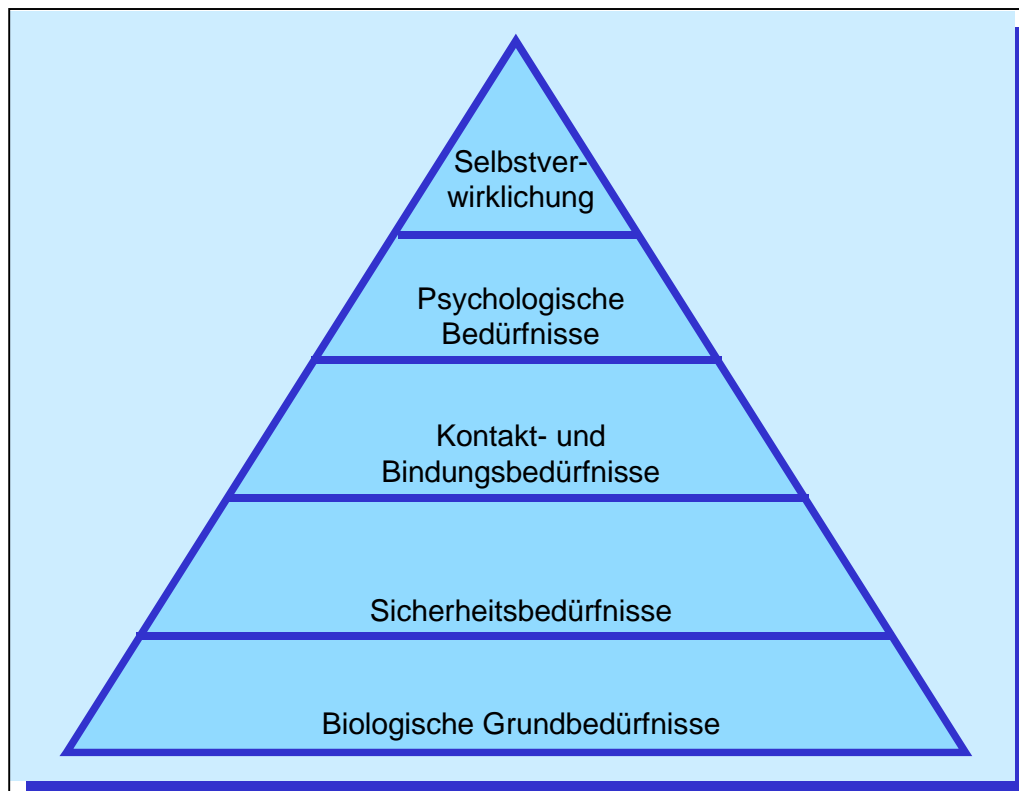 Selbstver-
wirklichung
Psychologische
Bedürfnisse
Kontakt- und
Bindungsbedürfnisse
Sicherheitsbedürfnisse
Biologische Grundbedürfnisse